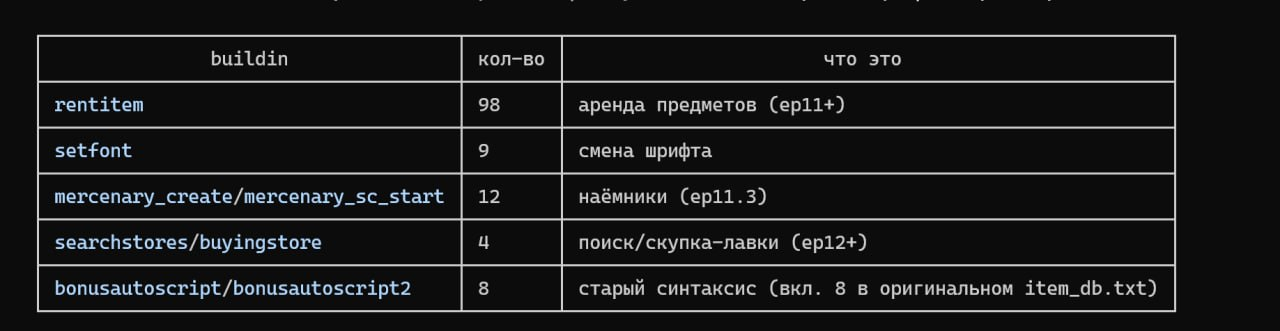 buildin кол-во что это
rentitem 98 аренда предметов (ep11+)
setfont 9 смена шрифта
mercenary_create/mercenary_sc_start 12 наёмники (ep11.3)
searchstores/buyingstore 4 поиск/скупка-лавки (ep12+)
bonusautoscript/bonusautoscript2 8 старый синтаксис (вкл. 8 в оригинальном item_db.txt)